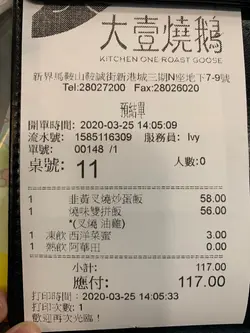 大壹燒鵝
KITCHEN ONE ROAST GOOSE
新界馬鞍山鞍誠街新港城三期N座地下7-9號
Tel:28027200 Fax:28026020
預結單
開單時間: 2020-03-25 14:05:09
流水號: 1585116309 服務員: Ivy
單號: 00148 /1
桌號: 11 人數:0
1 韭黃叉燒炒蛋飯 58.00
1 燒味雙拼飯 56.00
*(叉燒 油雞)
1 凍飲 西洋菜蜜 3.00
1 熱飲 阿華田 0.00
小計: 117.00
應付: 117.00
打印時間: 2020-03-25 14:05:33
打印次數: 1
歡迎再次光臨!